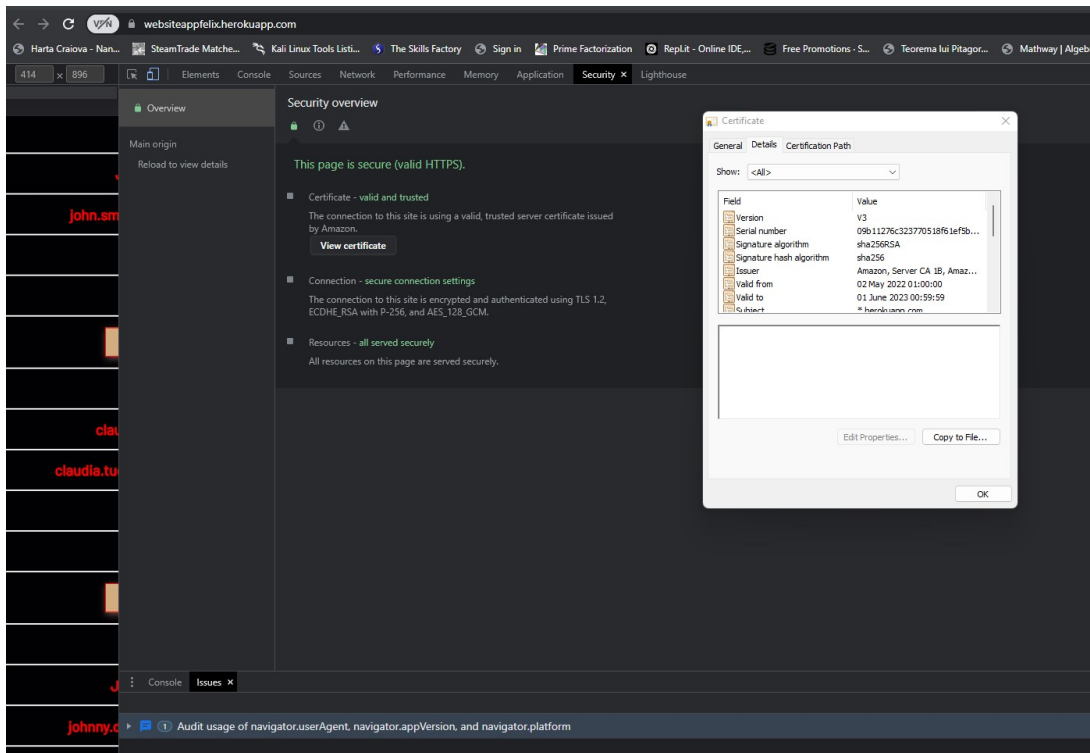 VPN websiteappfelix.herokuapp.com
Harta Craiova - Nan... SteamTrade Matche... Kali Linux Tools Listi... The Skills Factory Sign in Prime Factorization Repl.it - Online IDE,... Free Promotions - S... Teorema lui Pitagor... Mathway | Algeb
414 x 896 Elements Console Sources Network Performance Memory Application Security × Lighthouse
Overview
Main origin
Reload to view details
Security overview
This page is secure (valid HTTPS).
Certificate - valid and trusted
The connection to this site is using a valid, trusted server certificate issued
by Amazon.
View certificate
Connection - secure connection settings
The connection to this site is encrypted and authenticated using TLS 1.2,
ECDHE_RSA with P-256, and AES_128_GCM.
Resources - all served securely
All resources on this page are served securely.
Certificate
General Details Certification Path
Show: <All>
Field Value
Version V3
Serial number 09b11276c323770518f61ef5b...
Signature algorithm sha256RSA
Signature hash algorithm sha256
Issuer Amazon, Server CA 1B, Amaz...
Valid from 02 May 2022 01:00:00
Valid to 01 June 2023 00:59:59
Subject *.herokuapp.com
Edit Properties... Copy to File...
OK
J
john.sm
clau
claudia.tu
J
johnny.c
Console Issues ×
1 Audit usage of navigator.userAgent, navigator.appVersion, and navigator.platform